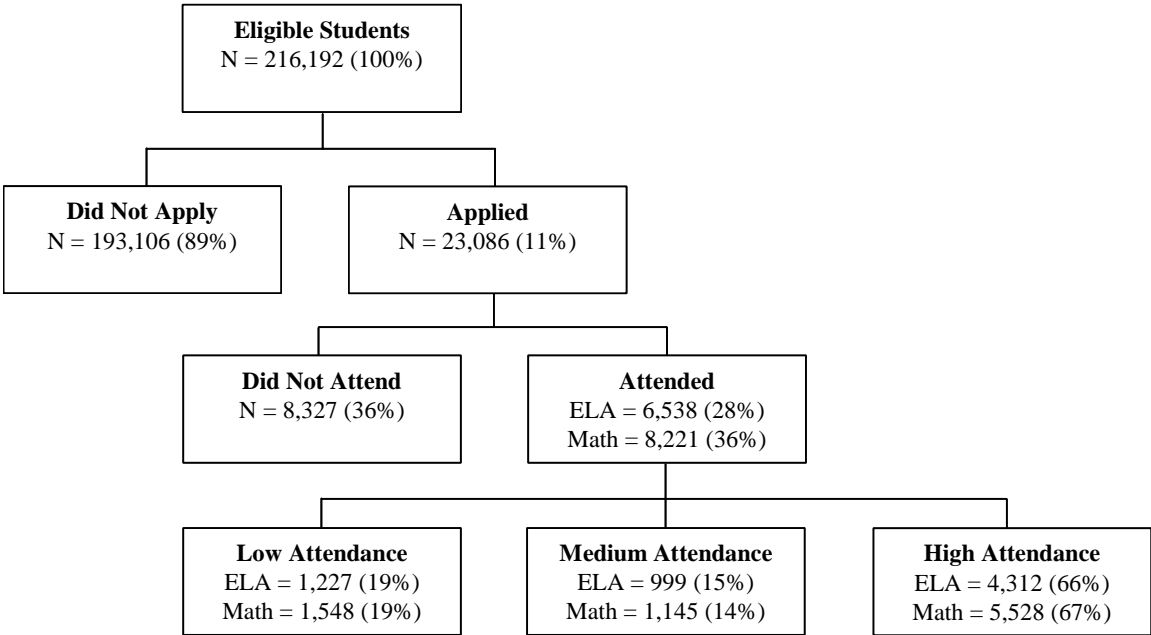 Eligible Students
N = 216,192 (100%)
Did Not Apply
N = 193,106 (89%)
Applied
N = 23,086 (11%)
Did Not Attend
N = 8,327 (36%)
Attended
ELA = 6,538 (28%)
Math = 8,221 (36%)
Low Attendance
ELA = 1,227 (19%)
Math = 1,548 (19%)
Medium Attendance
ELA = 999 (15%)
Math = 1,145 (14%)
High Attendance
ELA = 4,312 (66%)
Math = 5,528 (67%)